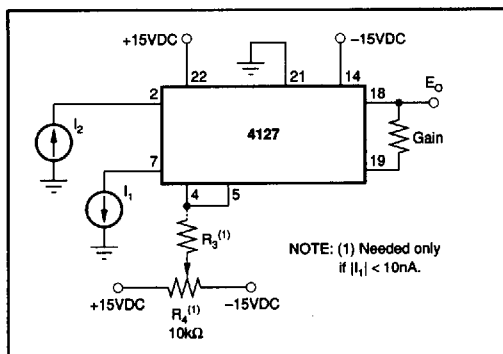 +15VDC
−15VDC
22
21
14
E_O
2
18
4127
I_2
Gain
7
19
I_1
4
5
R_3^(1)
NOTE: (1) Needed only
if |I_1| < 10nA.
+15VDC
−15VDC
R_4^(1)
10kΩ